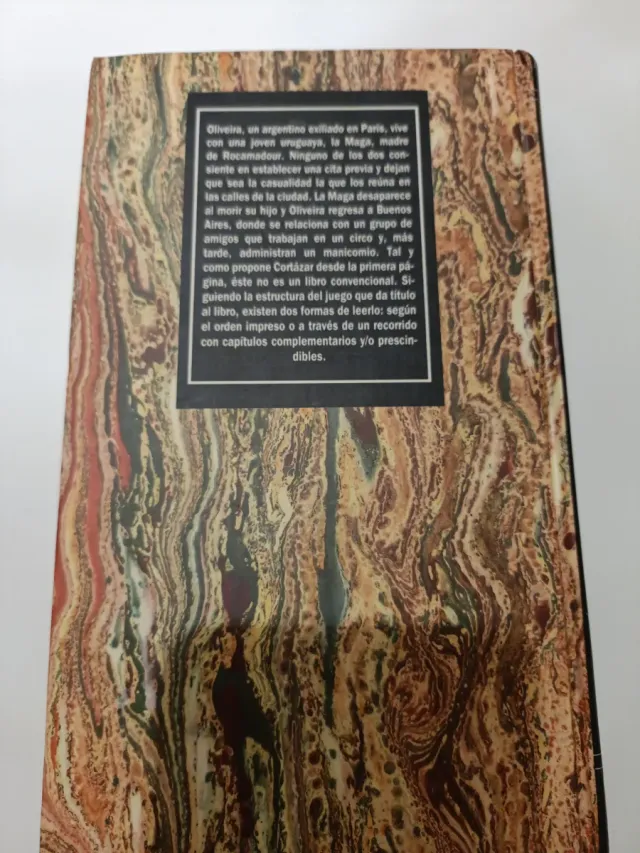 Oliveira, un argentino exiliado en París, vive
con una joven uruguaya, la Maga, madre
de Rocamadour. Ninguno de los dos con-
siente en establecer una cita previa y dejan
que sea la casualidad la que los reúna en
las calles de la ciudad. La Maga desaparece
al morir su hijo y Oliveira regresa a Buenos
Aires, donde se relaciona con un grupo de
amigos que trabajan en un circo y, más
tarde, administran un manicomio. Tal y
como propone Cortázar desde la primera pá-
gina, éste no es un libro convencional. Si-
guiendo la estructura del juego que da título
al libro, existen dos formas de leerlo: según
el orden impreso o a través de un recorrido
con capítulos complementarios y/o prescin-
dibles.